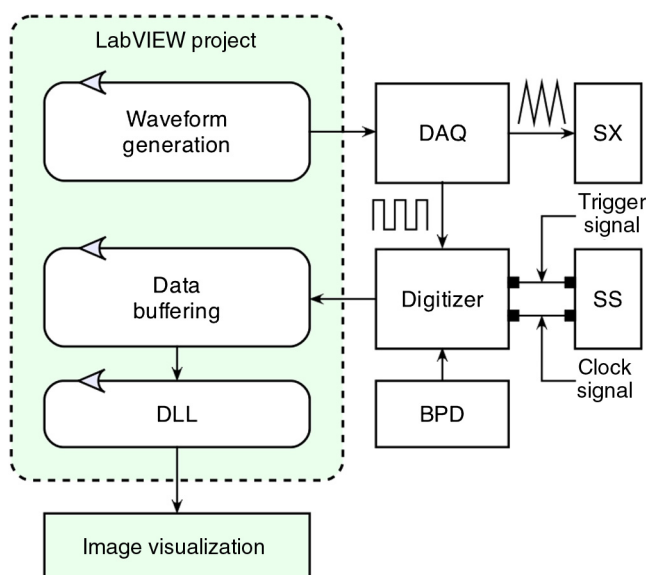 LabVIEW project
Waveform
generation
DAQ
SX
Trigger
signal
Data
buffering
Digitizer
SS
Clock
signal
DLL
BPD
Image visualization